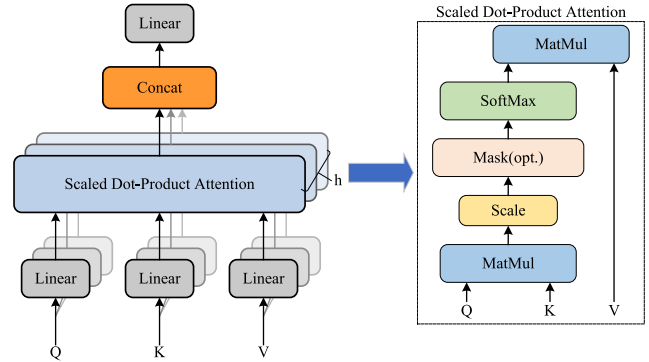 Linear
Concat
Scaled Dot-Product Attention
h
Linear
Linear
Linear
Q
K
V
Scaled Dot-Product Attention
MatMul
SoftMax
Mask(opt.)
Scale
MatMul
Q
K
V